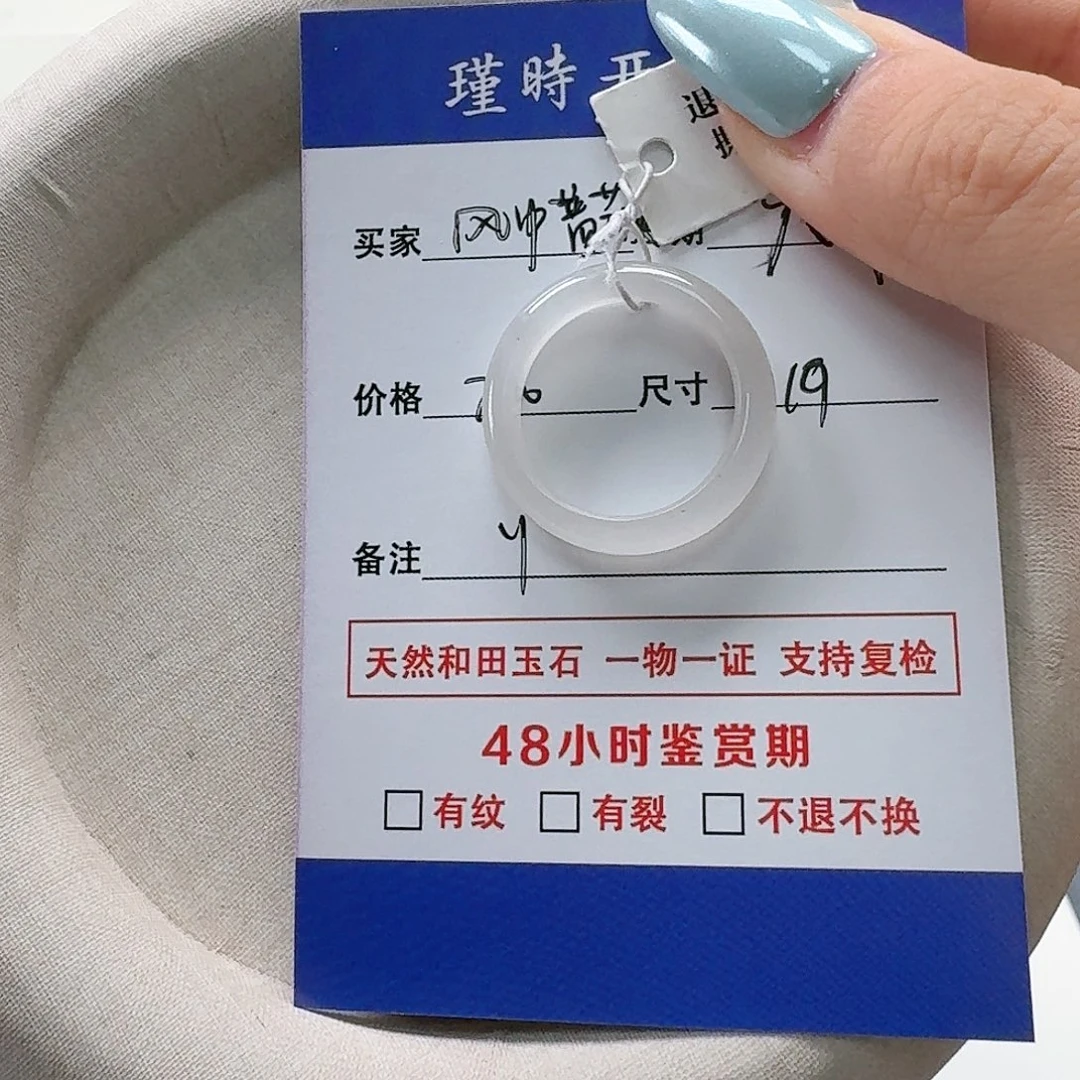 瑾時
退
买家
价格 尺寸 19
备注 y
天然和田玉石 一物一证 支持复检
48小时鉴赏期
有纹 有裂 不退不换